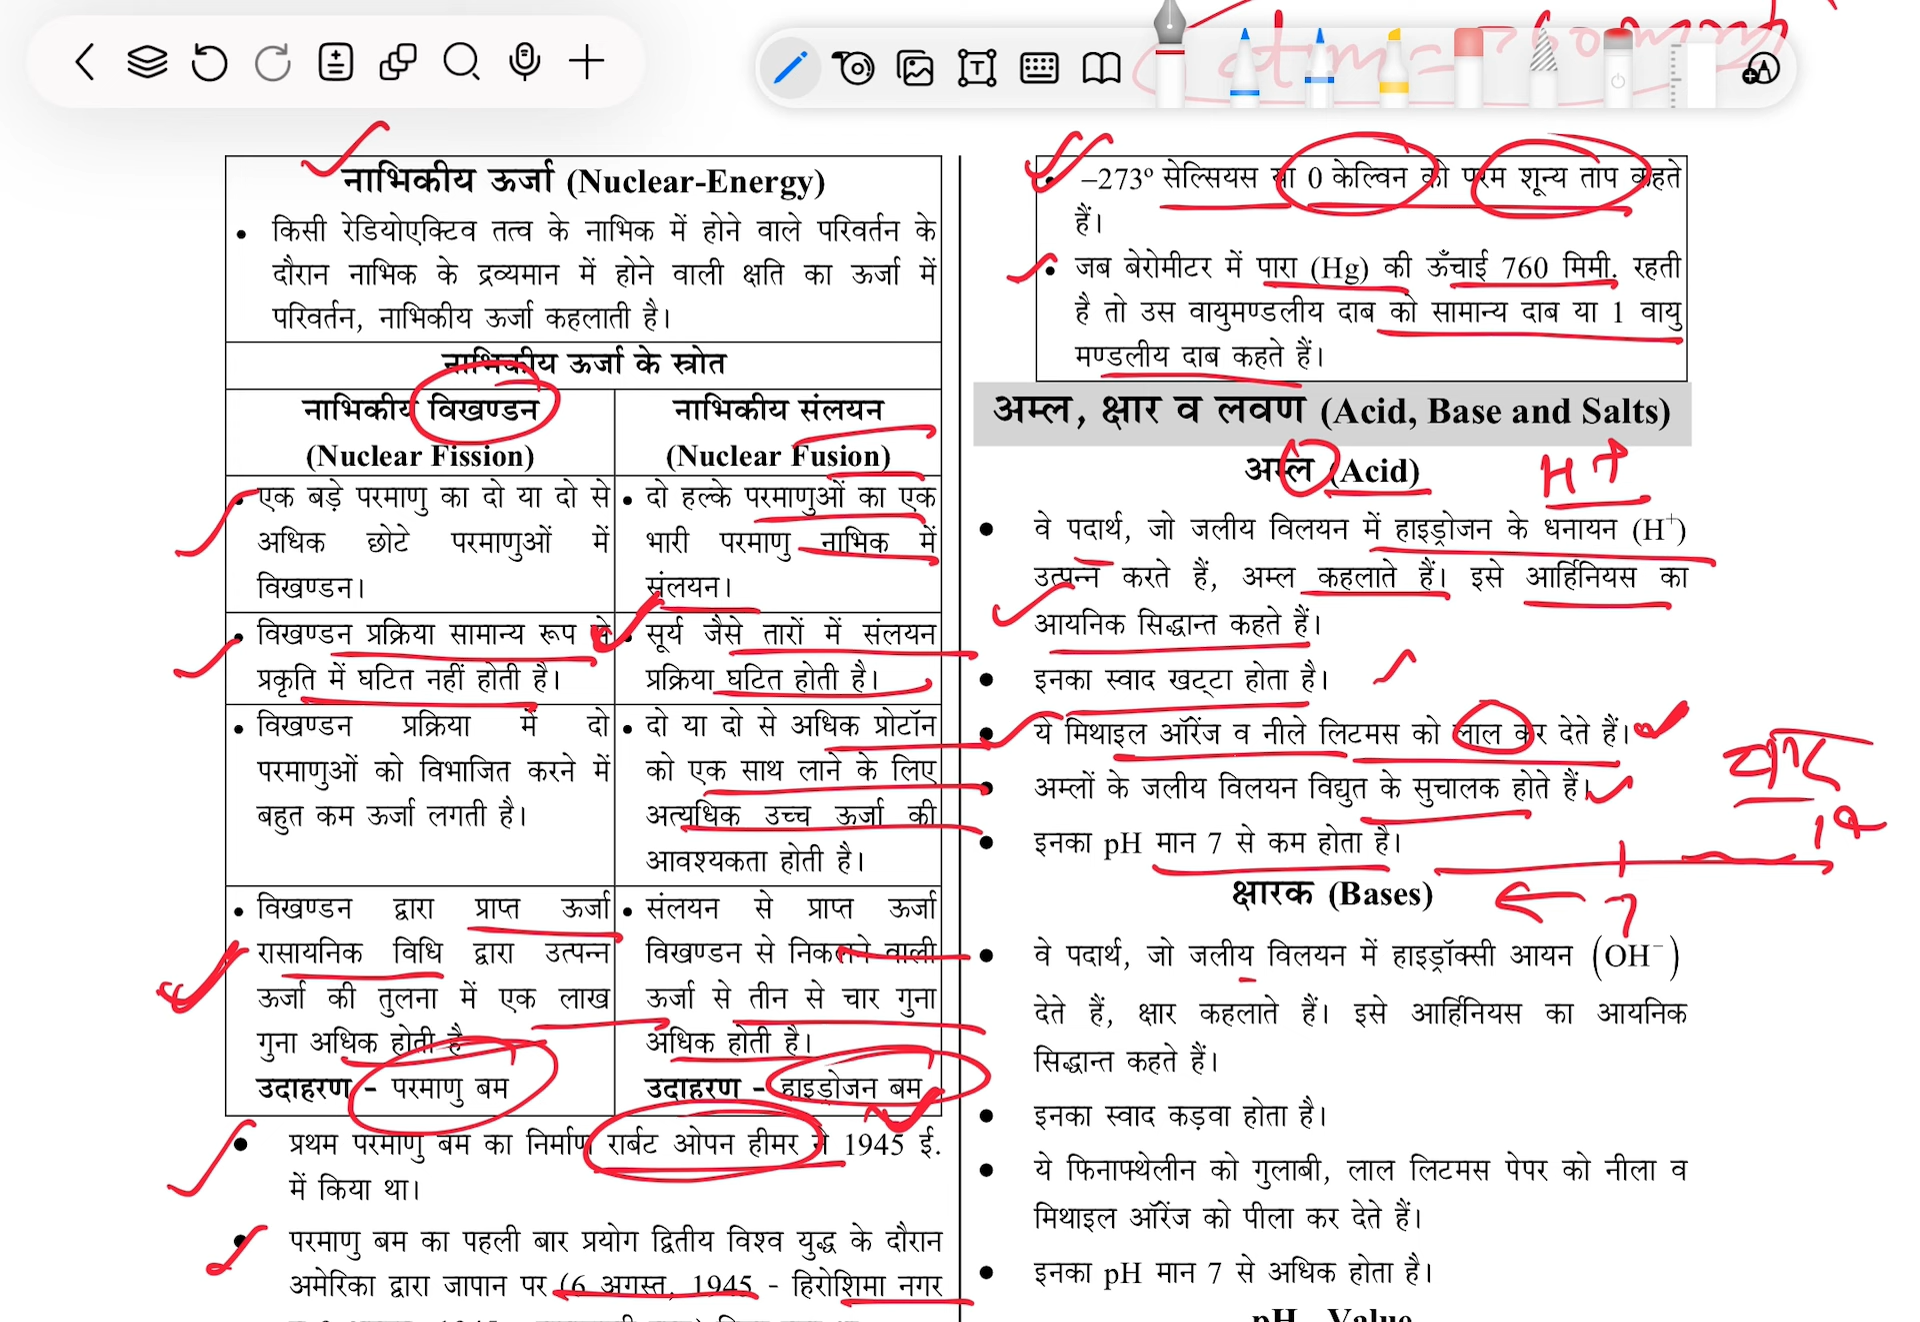 dtm = 760mm
नाभिकीय ऊर्जा (Nuclear-Energy)
• किसी रेडियोएक्टिव तत्व के नाभिक में होने वाले परिवर्तन के
दौरान नाभिक के द्रव्यमान में होने वाली क्षति का ऊर्जा में
परिवर्तन, नाभिकीय ऊर्जा कहलाती है।
नाभिकीय ऊर्जा के स्त्रोत
नाभिकीय विखण्डन
(Nuclear Fission)
• एक बड़े परमाणु का दो या दो से
अधिक छोटे परमाणुओं में
विखण्डन।
• विखण्डन प्रक्रिया सामान्य रूप से
प्रकृति में घटित नहीं होती है।
• विखण्डन प्रक्रिया में दो
परमाणुओं को विभाजित करने में
बहुत कम ऊर्जा लगती है।
• विखण्डन द्वारा प्राप्त ऊर्जा
रासायनिक विधि द्वारा उत्पन्न
ऊर्जा की तुलना में एक लाख
गुना अधिक होती है
उदाहरण – परमाणु बम
नाभिकीय संलयन
(Nuclear Fusion)
• दो हल्के परमाणुओं का एक
भारी परमाणु नाभिक में
संलयन।
• सूर्य जैसे तारों में संलयन
प्रक्रिया घटित होती है।
• दो या दो से अधिक प्रोटॉन
को एक साथ लाने के लिए
अत्यधिक उच्च ऊर्जा की
आवश्यकता होती है।
• संलयन से प्राप्त ऊर्जा
विखण्डन से निकलने वाली
ऊर्जा से तीन से चार गुना
अधिक होती है।
उदाहरण – हाइड्रोजन बम
• प्रथम परमाणु बम का निर्माण रार्बट ओपन हीमर ने 1945 ई.
में किया था।
• परमाणु बम का पहली बार प्रयोग द्वितीय विश्व युद्ध के दौरान
अमेरिका द्वारा जापान पर (6 अगस्त, 1945 - हिरोशिमा नगर
• –273º सेल्सियस या 0 केल्विन को परम शून्य ताप कहते
हैं।
• जब बेरोमीटर में पारा (Hg) की ऊँचाई 760 मिमी. रहती
है तो उस वायुमण्डलीय दाब को सामान्य दाब या 1 वायु
मण्डलीय दाब कहते हैं।
अम्ल, क्षार व लवण (Acid, Base and Salts)
अम्ल (Acid)
H+
• वे पदार्थ, जो जलीय विलयन में हाइड्रोजन के धनायन (H⁺)
उत्पन्न करते हैं, अम्ल कहलाते हैं। इसे आर्हिनियस का
आयनिक सिद्धान्त कहते हैं।
• इनका स्वाद खट्टा होता है।
• ये मिथाइल ऑरेंज व नीले लिटमस को लाल कर देते हैं।
• अम्लों के जलीय विलयन विद्युत के सुचालक होते हैं।
• इनका pH मान 7 से कम होता है।
7
क्षारक (Bases)
• वे पदार्थ, जो जलीय विलयन में हाइड्रॉक्सी आयन (OH⁻)
देते हैं, क्षार कहलाते हैं। इसे आर्हिनियस का आयनिक
सिद्धान्त कहते हैं।
• इनका स्वाद कड़वा होता है।
• ये फिनाफ्थेलीन को गुलाबी, लाल लिटमस पेपर को नीला व
मिथाइल ऑरेंज को पीला कर देते हैं।
• इनका pH मान 7 से अधिक होता है।
pH - Value